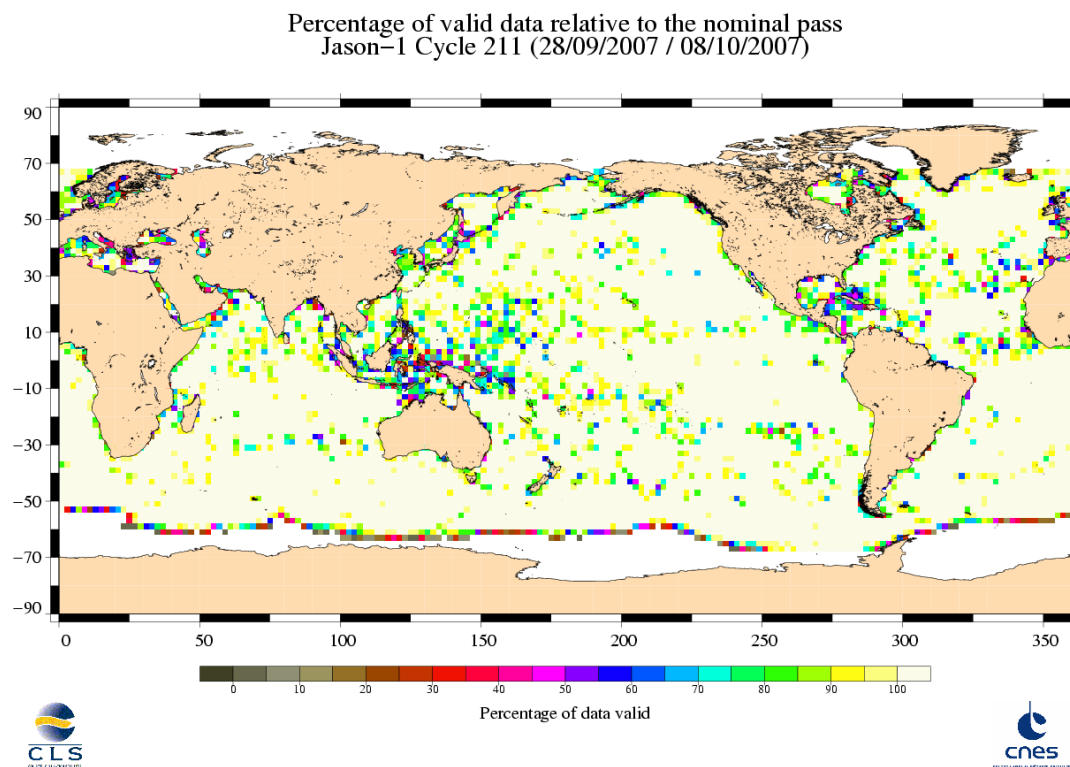 Percentage of valid data relative to the nominal pass
Jason−1 Cycle 211 (28/09/2007 / 08/10/2007)
90
70
50
30
10
−10
−30
−50
−70
−90
0 50 100 150 200 250 300 350
0 10 20 30 40 50 60 70 80 90 100
Percentage of data valid
CLS
cnes